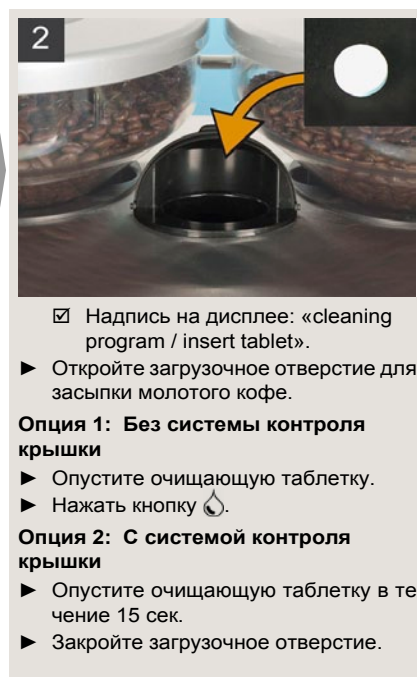 2
☑ Надпись на дисплее: «cleaning
program / insert tablet».
► Откройте загрузочное отверстие для
засыпки молотого кофе.
Опция 1: Без системы контроля
крышки
► Опустите очищающую таблетку.
► Нажать кнопку .
Опция 2: С системой контроля
крышки
► Опустите очищающую таблетку в те
чение 15 сек.
► Закройте загрузочное отверстие.